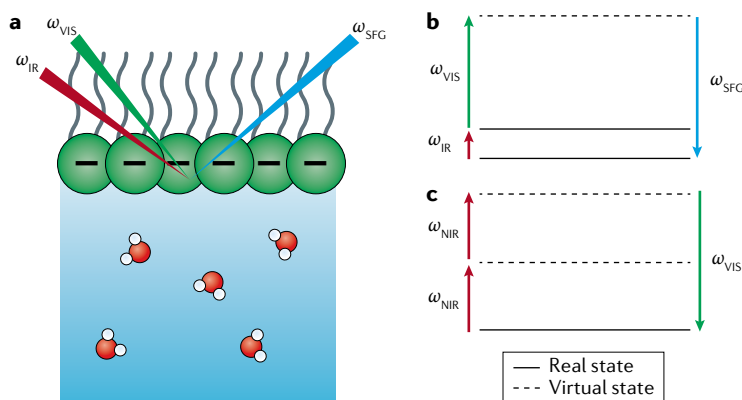 a
ω_VIS
ω_IR
ω_SFG
− − − − − −
b
ω_VIS
ω_IR
ω_SFG
c
ω_NIR
ω_NIR
ω_VIS
Real state
Virtual state